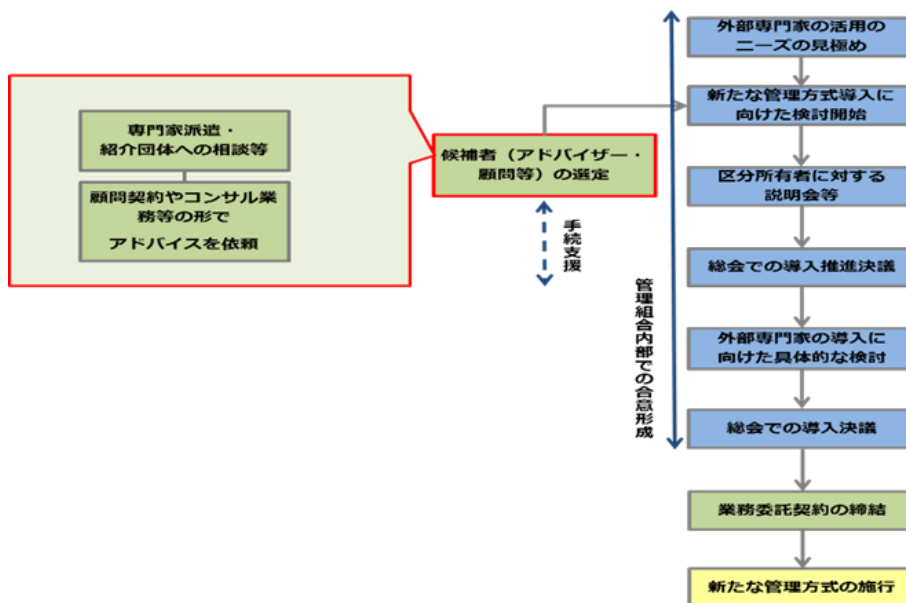 専門家派遣・
紹介団体への相談等
顧問契約やコンサル業
務等の形で
アドバイスを依頼
候補者（アドバイザー・
顧問等）の選定
手続支援
管理組合内部での合意形成
外部専門家の活用の
ニーズの見極め
新たな管理方式導入に
向けた検討開始
区分所有者に対する
説明会等
総会での導入推進決議
外部専門家の導入に
向けた具体的な検討
総会での導入決議
業務委託契約の締結
新たな管理方式の施行